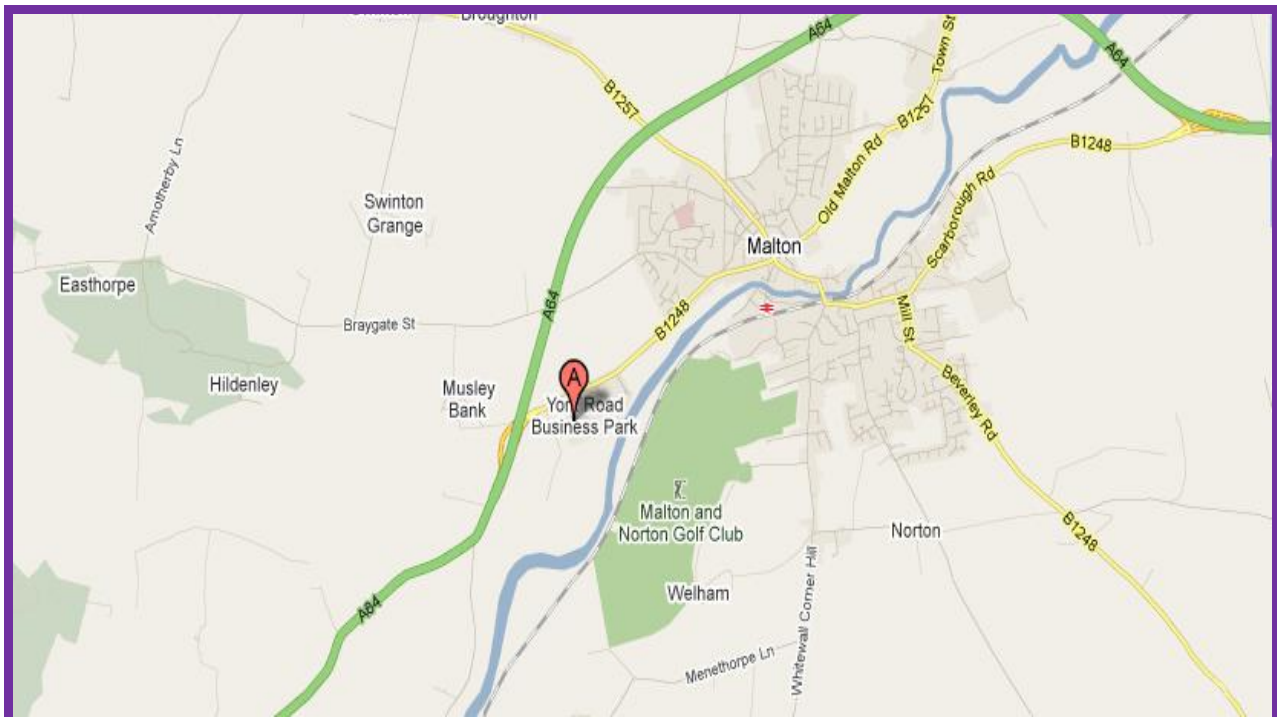 Broughton
A64
A64
Town St
B1257
B1257
B1248
Arnotherby Ln
Old Malton Rd
Scarborough Rd
Swinton
Grange
Malton
Easthorpe
A64
B1248
Mill St
Braygate St
Hildenley
Musley
Bank
A
York Road
Business Park
Beverley Rd
Malton and
Norton Golf Club
Norton
B1248
Welham
Whitewall Corner Hill
A64
Menethorpe Ln